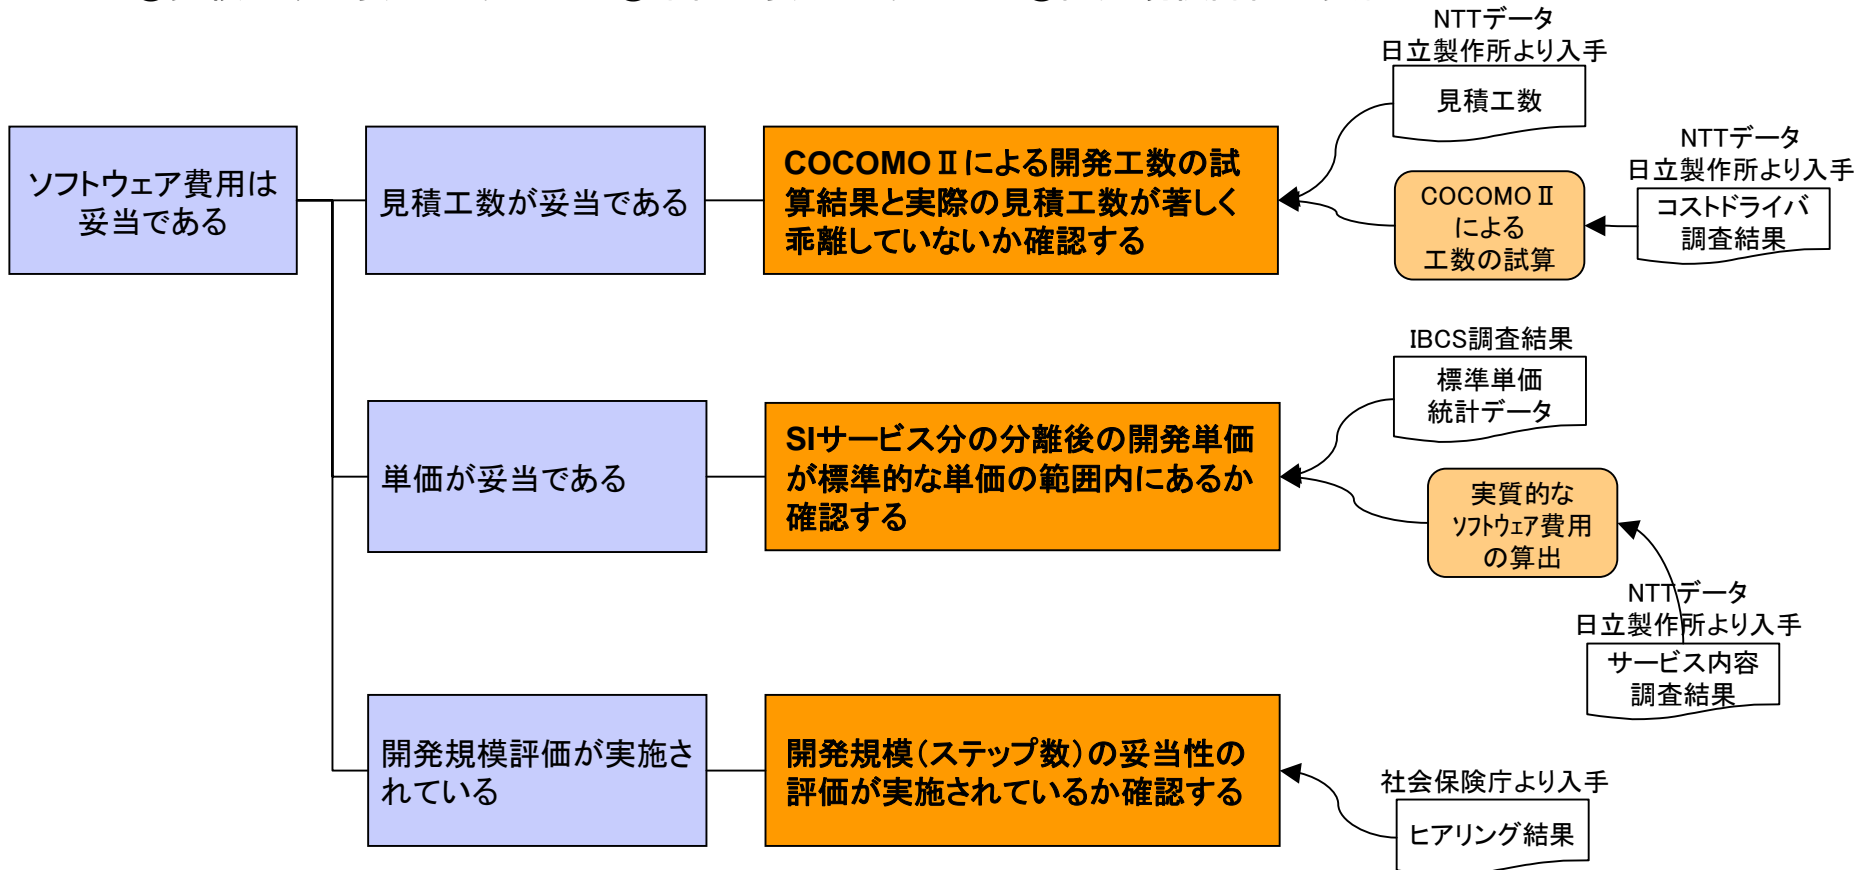 ソフトウェア費用は
妥当である
見積工数が妥当である
COCOMOⅡによる開発工数の試
算結果と実際の見積工数が著しく
乖離していないか確認する
NTTデータ
日立製作所より入手
見積工数
COCOMOⅡ
による
工数の試算
NTTデータ
日立製作所より入手
コストドライバ
調査結果
単価が妥当である
SIサービス分の分離後の開発単価
が標準的な単価の範囲内にあるか
確認する
IBCS調査結果
標準単価
統計データ
実質的な
ソフトウェア費用
の算出
NTTデータ
日立製作所より入手
サービス内容
調査結果
開発規模評価が実施さ
れている
開発規模（ステップ数）の妥当性の
評価が実施されているか確認する
社会保険庁より入手
ヒアリング結果